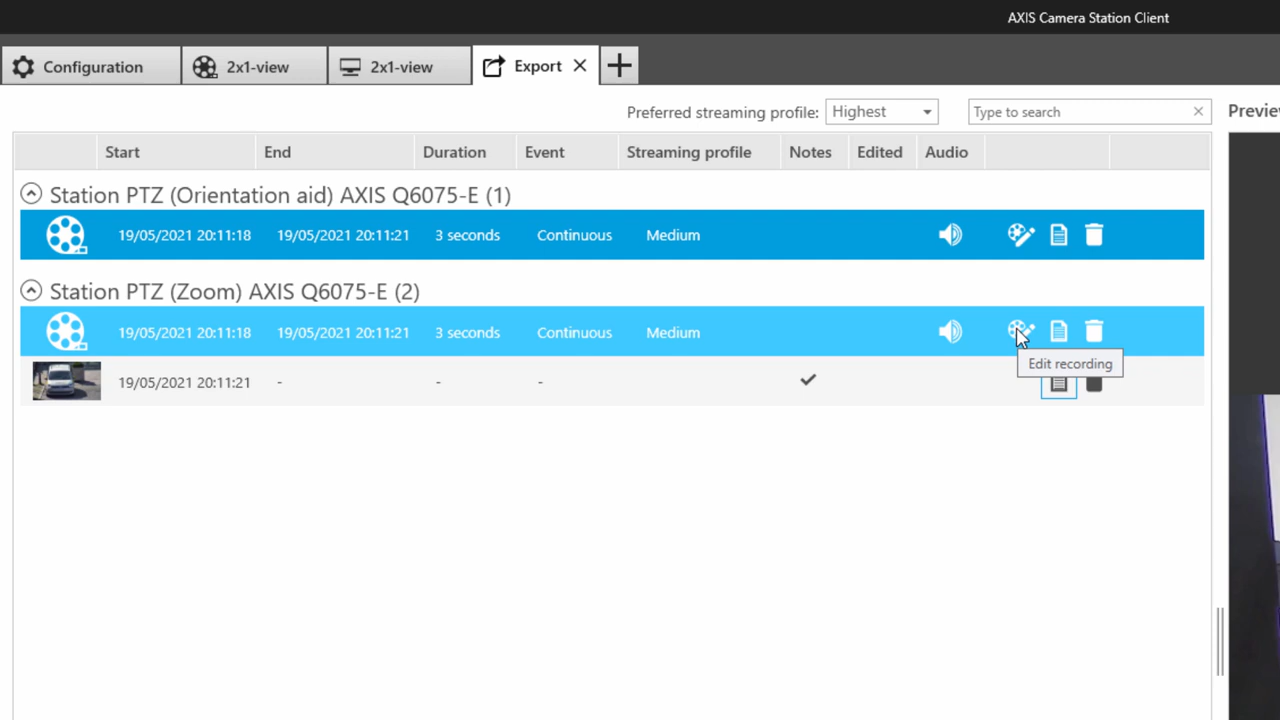 AXIS Camera Station Client
Configuration 2x1-view 2x1-view Export
Preferred streaming profile: Highest Type to search Previe
Start End Duration Event Streaming profile Notes Edited Audio
Station PTZ (Orientation aid) AXIS Q6075-E (1)
19/05/2021 20:11:18 19/05/2021 20:11:21 3 seconds Continuous Medium
Station PTZ (Zoom) AXIS Q6075-E (2)
19/05/2021 20:11:18 19/05/2021 20:11:21 3 seconds Continuous Medium
Edit recording
19/05/2021 20:11:21 - - -